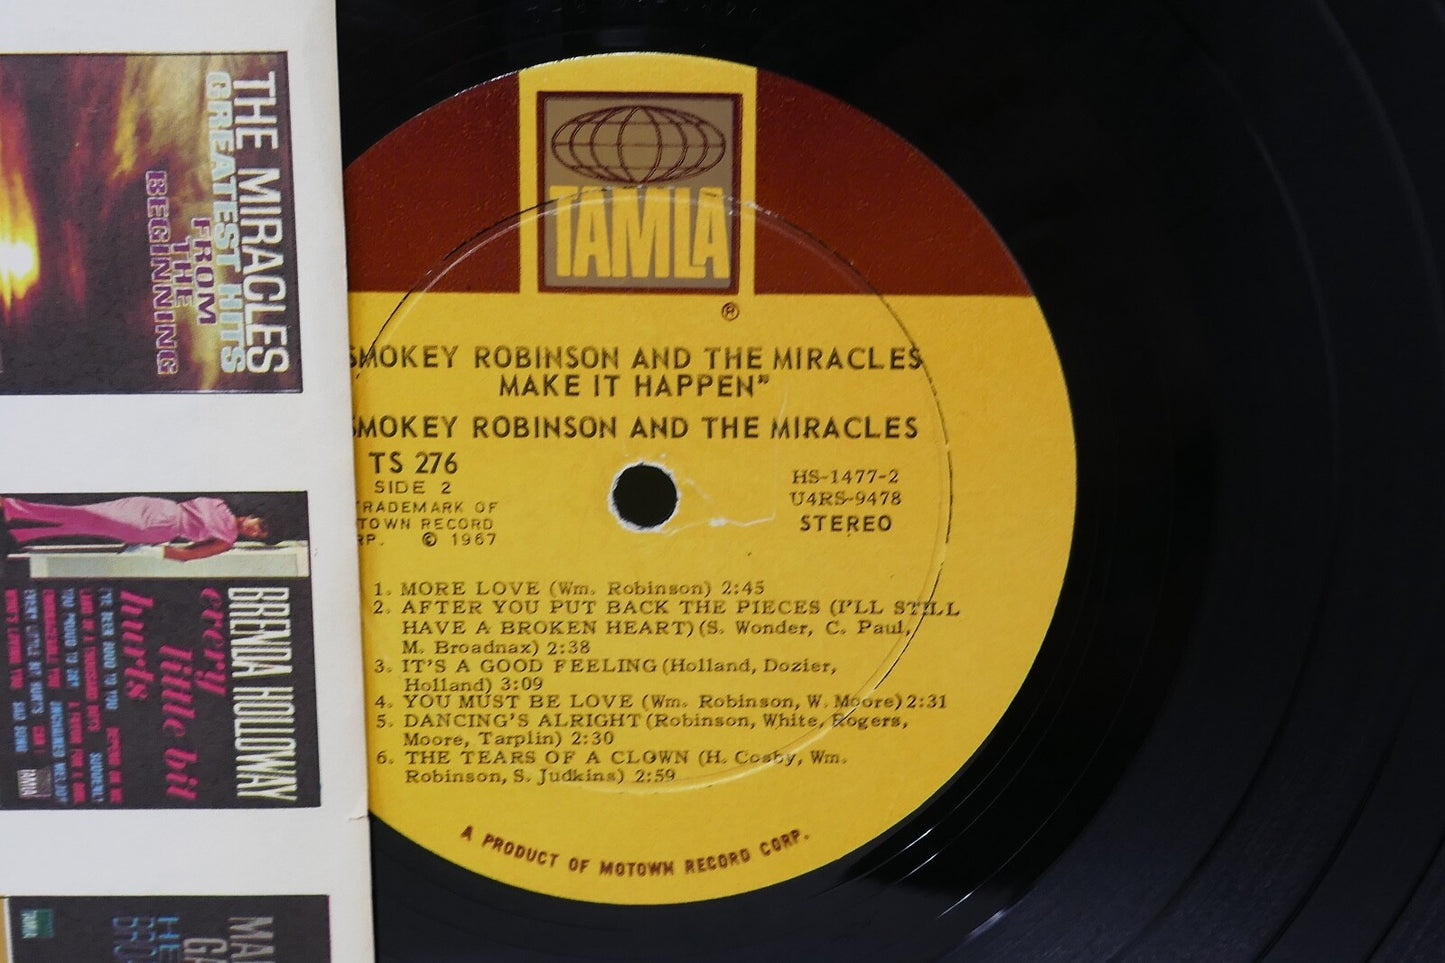 THE MIRACLES
GREATEST HITS
FROM
THE
BEGINNING
BRENDA HOLLOWAY
every
little bit
hurts
TAMLA
TAMLA
®
SMOKEY ROBINSON AND THE MIRACLES
MAKE IT HAPPEN"
SMOKEY ROBINSON AND THE MIRACLES
TS 276
SIDE 2
TRADEMARK OF
TOWN RECORD
RP. © 1967
HS-1477-2
U4RS-9478
STEREO
1. MORE LOVE (Wm. Robinson) 2:45
2. AFTER YOU PUT BACK THE PIECES (I'LL STILL
HAVE A BROKEN HEART) (S. Wonder, C. Paul,
M. Broadnax) 2:38
3. IT'S A GOOD FEELING (Holland, Dozier,
Holland) 3:09
4. YOU MUST BE LOVE (Wm. Robinson, W. Moore) 2:31
5. DANCING'S ALRIGHT (Robinson, White, Rogers,
Moore, Tarplin) 2:30
6. THE TEARS OF A CLOWN (H. Cosby, Wm.
Robinson, S. Judkins) 2:59
A PRODUCT OF MOTOWN RECORD CORP.